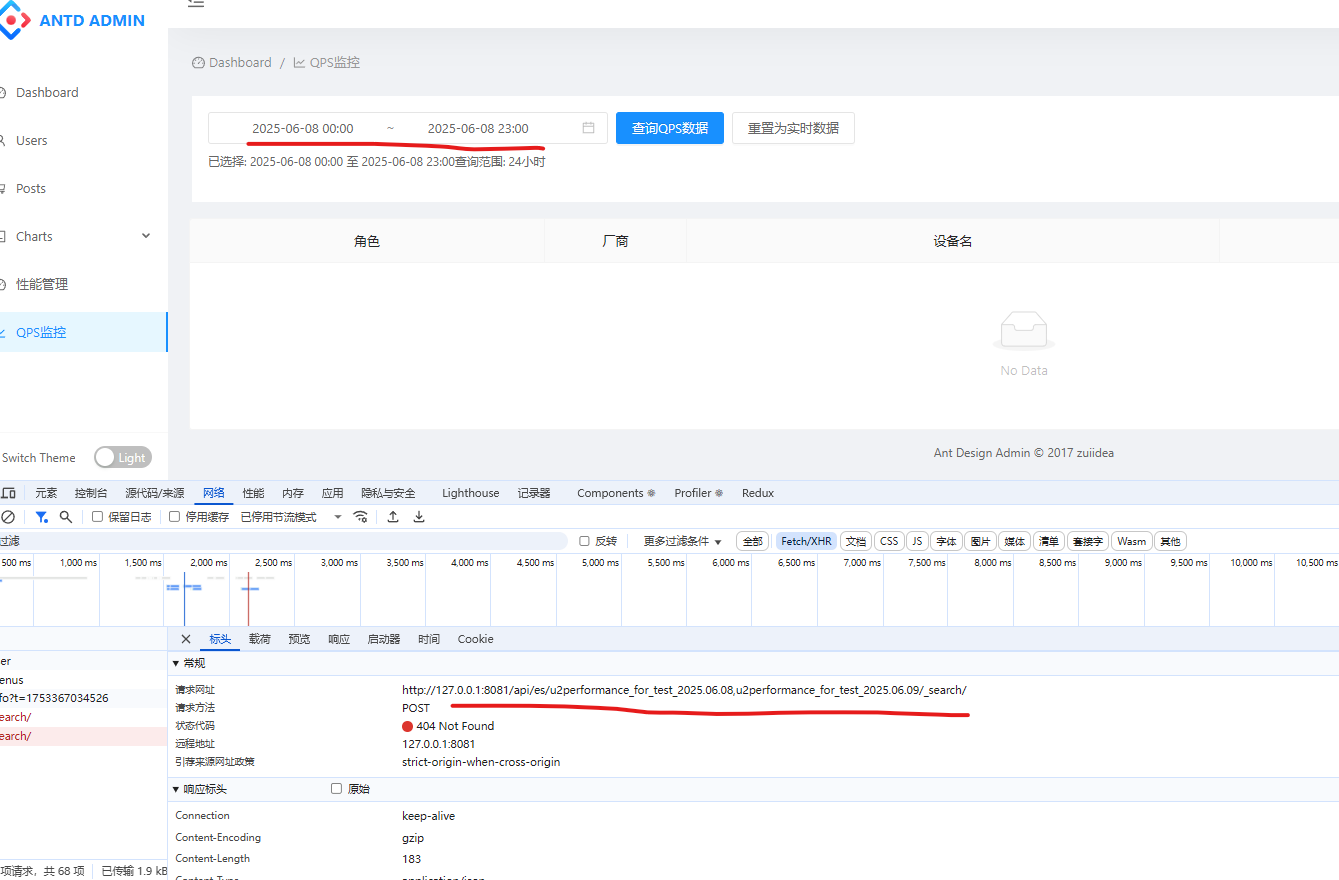 ANTD ADMIN
Dashboard / QPS监控
Dashboard
Users
Posts
Charts
性能管理
QPS监控
2025-06-08 00:00 ~ 2025-06-08 23:00 查询QPS数据 重置为实时数据
已选择: 2025-06-08 00:00 至 2025-06-08 23:00查询范围: 24小时
角色 厂商 设备名
No Data
Switch Theme Light
Ant Design Admin © 2017 zuiidea
元素 控制台 源代码/来源 网络 性能 内存 应用 隐私与安全 Lighthouse 记录器 Components Profiler Redux
保留日志 停用缓存 已停用节流模式
过滤 反转 更多过滤条件 全部 Fetch/XHR 文档 CSS JS 字体 图片 媒体 清单 套接字 Wasm 其他
500 ms 1,000 ms 1,500 ms 2,000 ms 2,500 ms 3,000 ms 3,500 ms 4,000 ms 4,500 ms 5,000 ms 5,500 ms 6,000 ms 6,500 ms 7,000 ms 7,500 ms 8,000 ms 8,500 ms 9,000 ms 9,500 ms 10,000 ms 10,500 ms
标头 载荷 预览 响应 启动器 时间 Cookie
er
enus
fo?t=1753367034526
earch/
earch/
常规
请求网址 http://127.0.0.1:8081/api/es/u2performance_for_test_2025.06.08,u2performance_for_test_2025.06.09/_search/
请求方法 POST
状态代码 404 Not Found
远程地址 127.0.0.1:8081
引荐来源网址政策 strict-origin-when-cross-origin
响应标头 原始
Connection keep-alive
Content-Encoding gzip
Content-Length 183
Content-Type application/json
项请求，共 68 项 已传输 1.9 kB